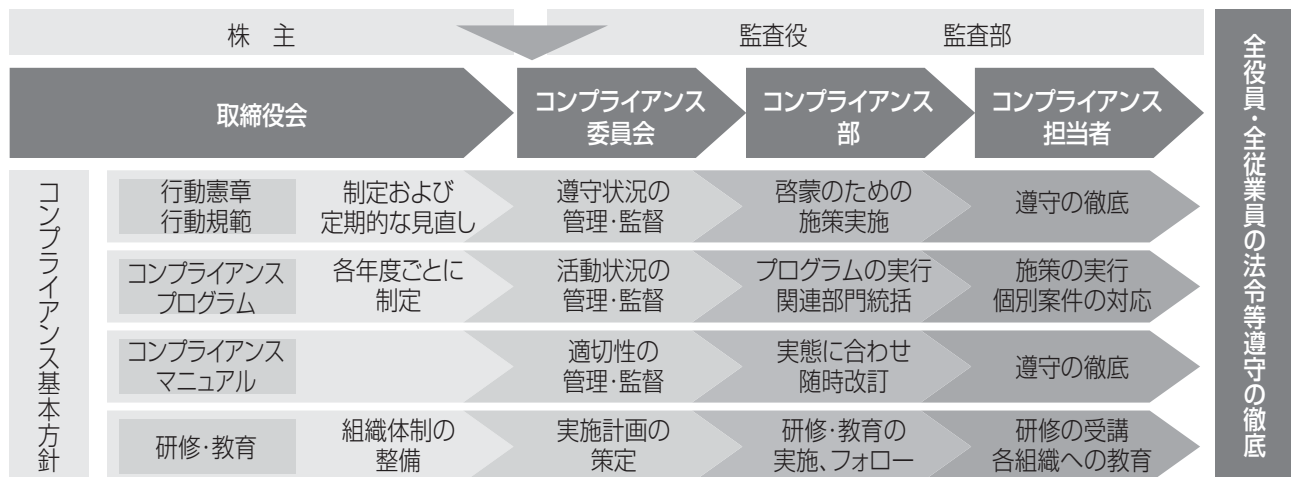 株 主
監査役
監査部
取締役会
コンプライアンス
委員会
コンプライアンス
部
コンプライアンス
担当者
全役員・全従業員の法令等遵守の徹底
コンプライアンス基本方針
行動憲章
行動規範
制定および
定期的な見直し
遵守状況の
管理・監督
啓蒙のための
施策実施
遵守の徹底
コンプライアンス
プログラム
各年度ごとに
制定
活動状況の
管理・監督
プログラムの実行
関連部門統括
施策の実行
個別案件の対応
コンプライアンス
マニュアル
適切性の
管理・監督
実態に合わせ
随時改訂
遵守の徹底
研修・教育
組織体制の
整備
実施計画の
策定
研修・教育の
実施、フォロー
研修の受講
各組織への教育